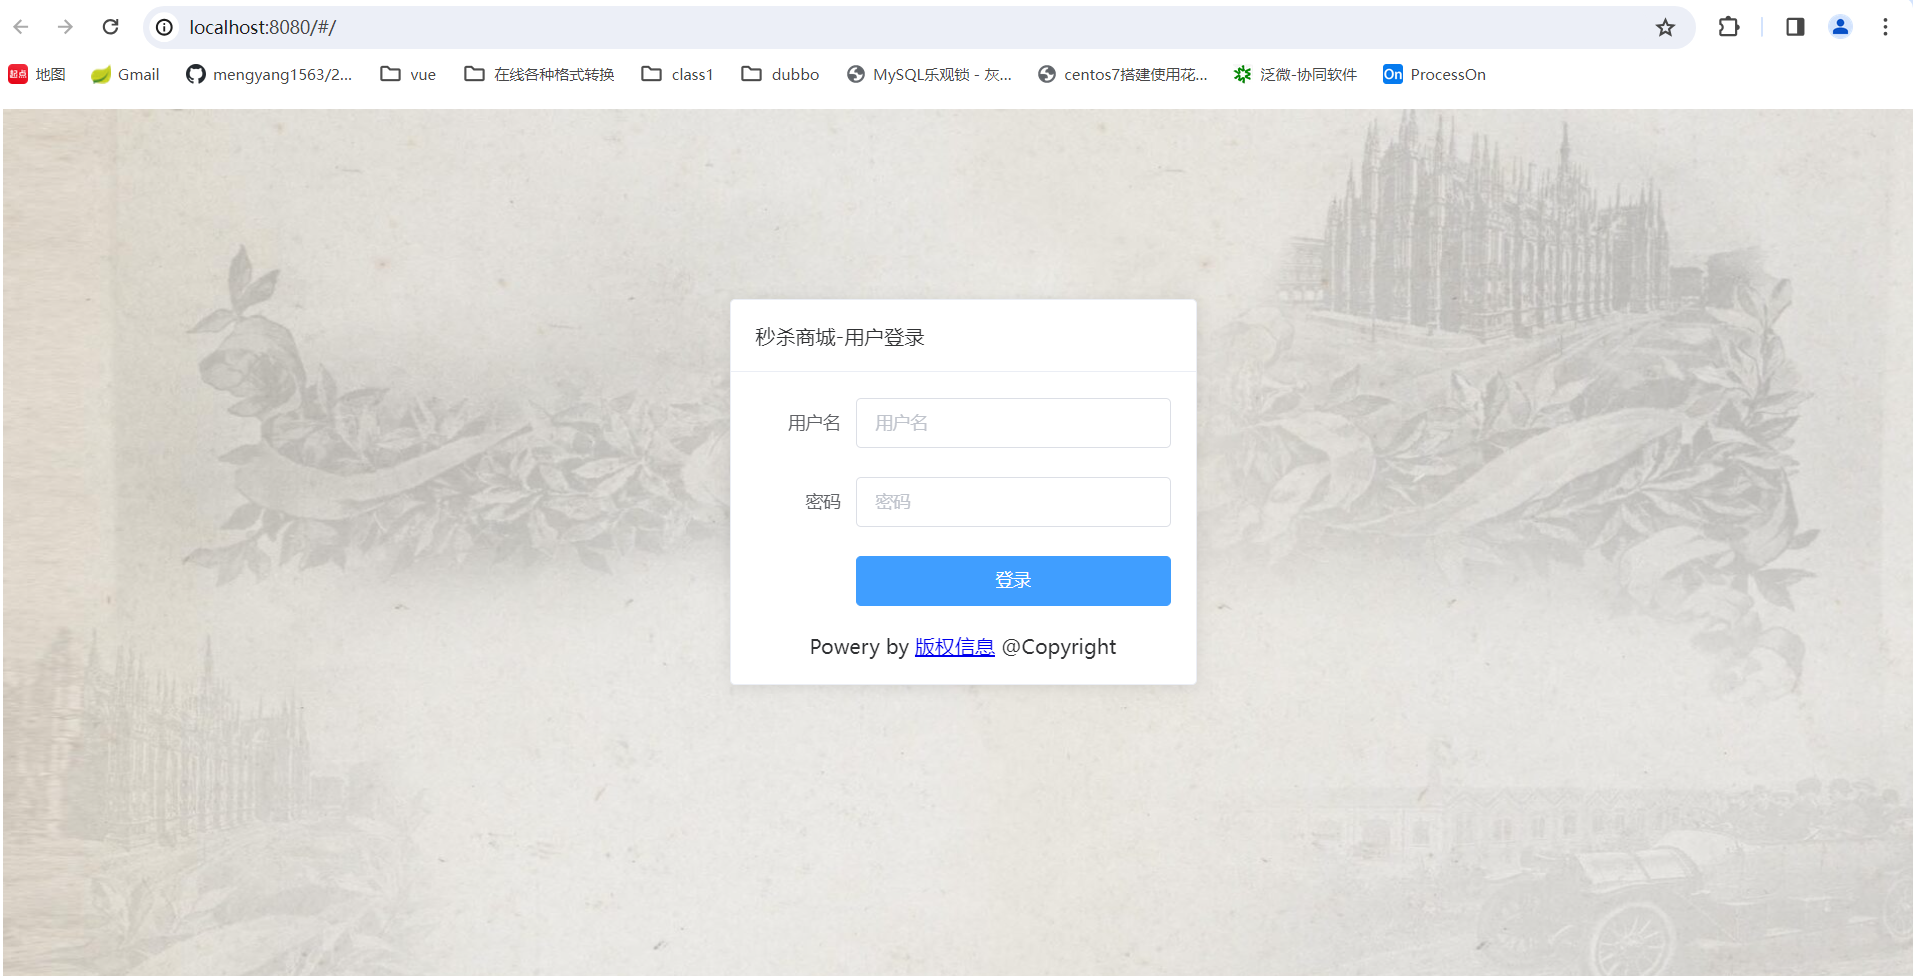 localhost:8080/#/
起点 地图 Gmail mengyang1563/2... vue 在线各种格式转换 class1 dubbo MySQL乐观锁 - 灰... centos7搭建使用花... 泛微-协同软件 On ProcessOn
秒杀商城-用户登录
用户名 用户名
密码 密码
登录
Powery by 版权信息 @Copyright